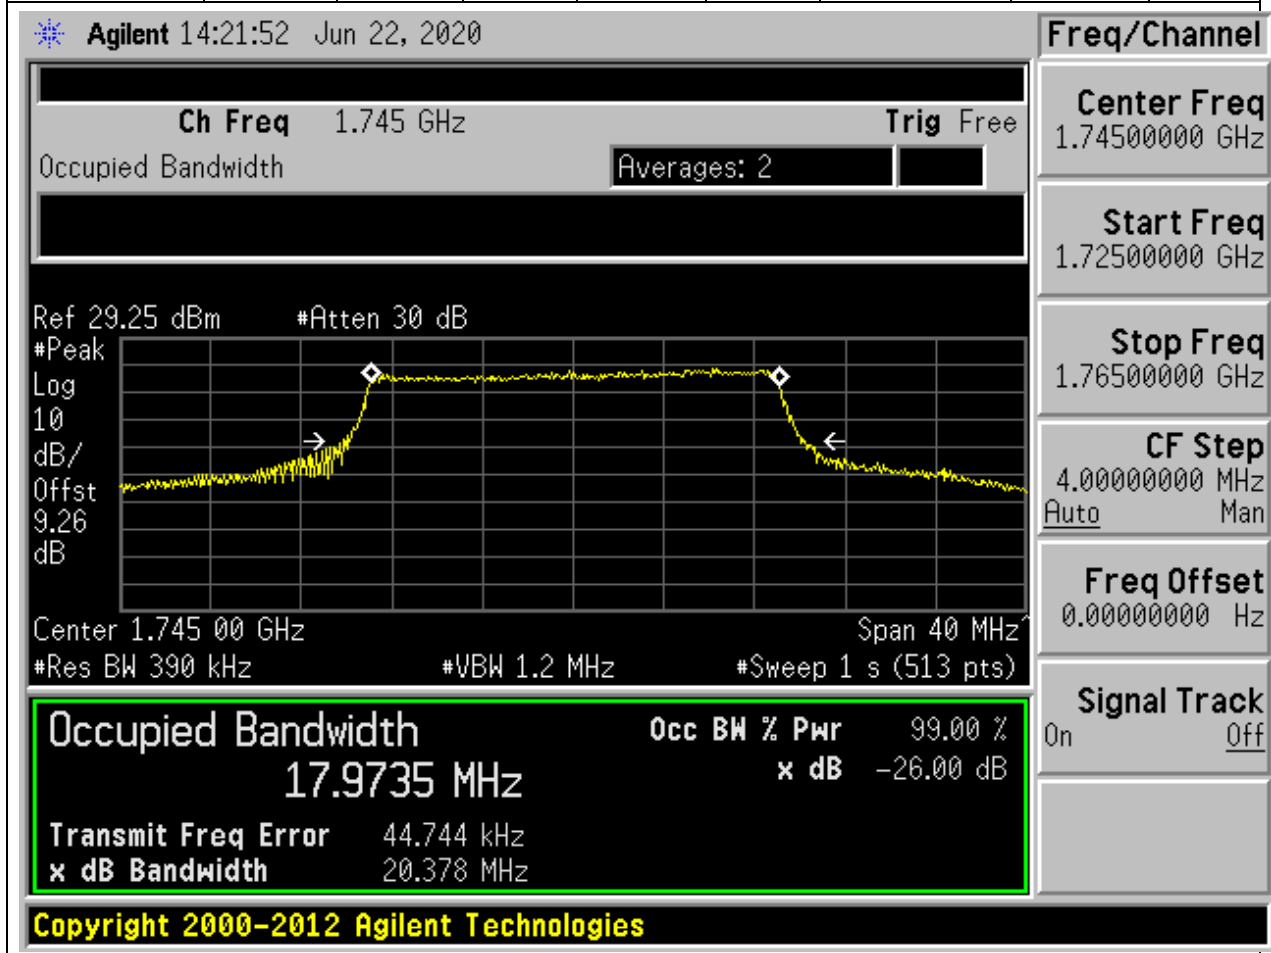 Agilent 14:21:52 Jun 22, 2020
Ch Freq 1.745 GHz Trig Free
Occupied Bandwidth Averages: 2
Ref 29.25 dBm #Atten 30 dB
#Peak
Log
10
dB/
Offst
9.26
dB
Center 1.745 00 GHz Span 40 MHz^
#Res BW 390 kHz #VBW 1.2 MHz #Sweep 1 s (513 pts)
Occupied Bandwidth Occ BW % Pwr 99.00 %
17.9735 MHz x dB -26.00 dB
Transmit Freq Error 44.744 kHz
x dB Bandwidth 20.378 MHz
Copyright 2000-2012 Agilent Technologies
Freq/Channel
Center Freq
1.74500000 GHz
Start Freq
1.72500000 GHz
Stop Freq
1.76500000 GHz
CF Step
4.00000000 MHz
Auto Man
Freq Offset
0.00000000 Hz
Signal Track
On Off